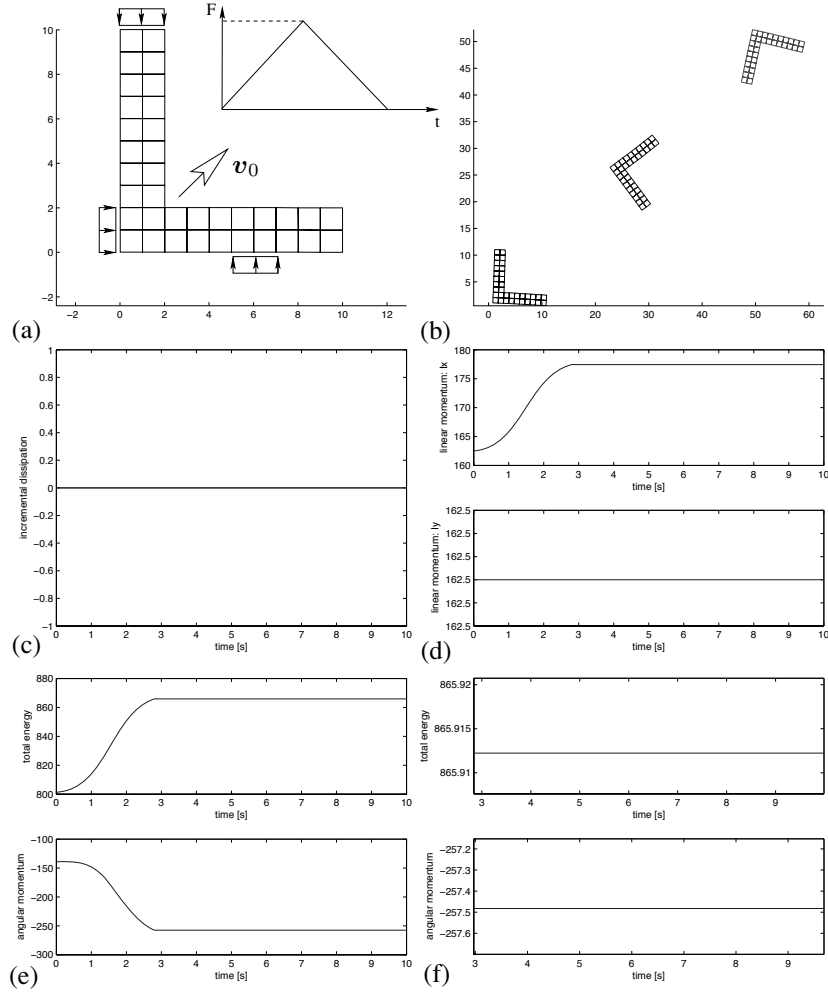 10
8
6
4
2
0
−2
−2 0 2 4 6 8 10 12
F
t
v0
(a)
50
45
40
35
30
25
20
15
10
5
0 10 20 30 40 50 60
(b)
1
0.8
0.6
0.4
0.2
0
−0.2
−0.4
−0.6
−0.8
−1
incremental dissipation
0 1 2 3 4 5 6 7 8 9 10
time [s]
(c)
180
175
170
165
160
linear momentum: Ix
0 1 2 3 4 5 6 7 8 9 10
time [s]
162.5
162.5
162.5
162.5
162.5
linear momentum: Iy
0 1 2 3 4 5 6 7 8 9 10
time [s]
(d)
880
860
840
820
800
total energy
0 1 2 3 4 5 6 7 8 9 10
time [s]
−100
−150
−200
−250
−300
angular momentum
0 1 2 3 4 5 6 7 8 9 10
time [s]
(e)
865.92
865.915
865.91
total energy
3 4 5 6 7 8 9
time [s]
−257.2
−257.3
−257.4
−257.5
−257.6
angular momentum
3 4 5 6 7 8 9
time [s]
(f)